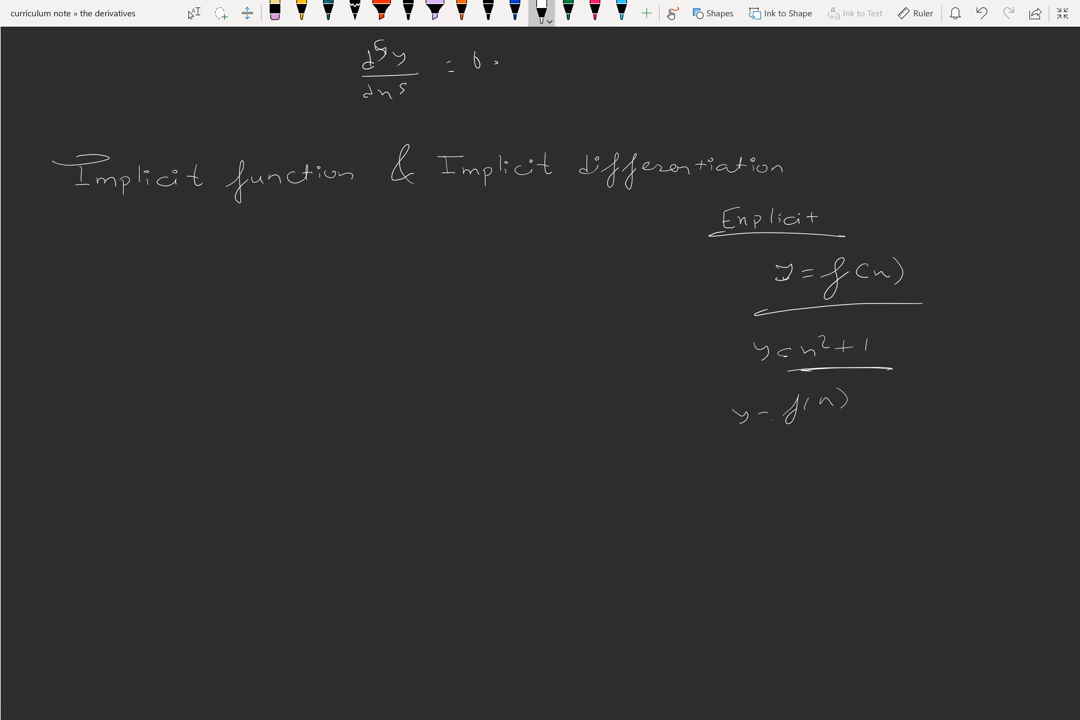 curriculum note » the derivatives
Shapes
Ink to Shape
Ink to Text
Ruler
d⁵y
dx⁵
= 0.
Implicit function & Implicit differentiation
Explicit
y = f(x)
y = x² + 1
y = f(x)